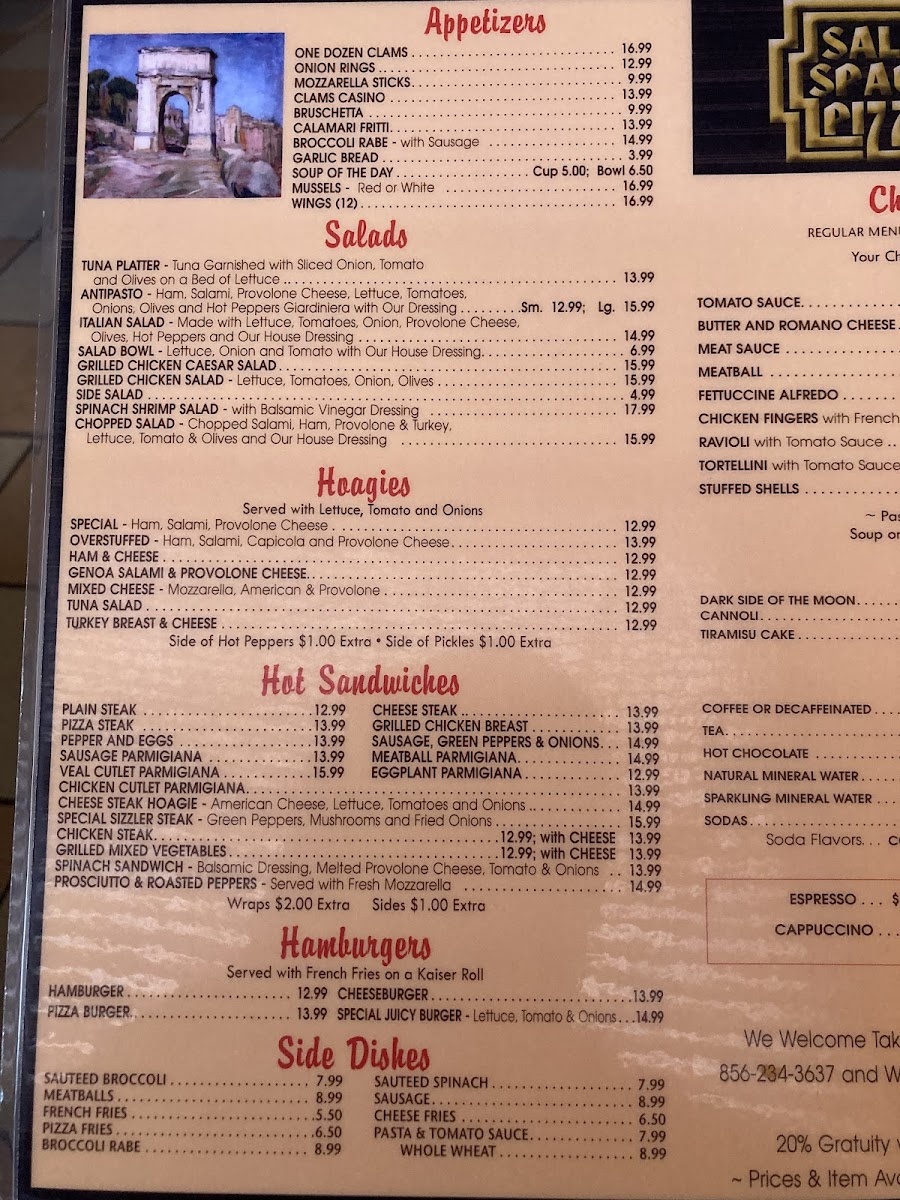 Appetizers
ONE DOZEN CLAMS 16.99
ONION RINGS 12.99
MOZZARELLA STICKS 9.99
CLAMS CASINO 13.99
BRUSCHETTA 9.99
CALAMARI FRITTI 13.99
BROCCOLI RABE - with Sausage 14.99
GARLIC BREAD 3.99
SOUP OF THE DAY Cup 5.00; Bowl 6.50
MUSSELS - Red or White 16.99
WINGS (12) 16.99
Salads
TUNA PLATTER - Tuna Garnished with Sliced Onion, Tomato
and Olives on a Bed of Lettuce 13.99
ANTIPASTO - Ham, Salami, Provolone Cheese, Lettuce, Tomatoes,
Onions, Olives and Hot Peppers Giardiniera with Our Dressing Sm. 12.99; Lg. 15.99
ITALIAN SALAD - Made with Lettuce, Tomatoes, Onion, Provolone Cheese,
Olives, Hot Peppers and Our House Dressing 14.99
SALAD BOWL - Lettuce, Onion and Tomato with Our House Dressing 6.99
GRILLED CHICKEN CAESAR SALAD 15.99
GRILLED CHICKEN SALAD - Lettuce, Tomatoes, Onion, Olives 15.99
SIDE SALAD 4.99
SPINACH SHRIMP SALAD - with Balsamic Vinegar Dressing 17.99
CHOPPED SALAD - Chopped Salami, Ham, Provolone & Turkey,
Lettuce, Tomato & Olives and Our House Dressing 15.99
Hoagies
Served with Lettuce, Tomato and Onions
SPECIAL - Ham, Salami, Provolone Cheese 12.99
OVERSTUFFED - Ham, Salami, Capicola and Provolone Cheese 13.99
HAM & CHEESE 12.99
GENOA SALAMI & PROVOLONE CHEESE 12.99
MIXED CHEESE - Mozzarella, American & Provolone 12.99
TUNA SALAD 12.99
TURKEY BREAST & CHEESE 12.99
Side of Hot Peppers $1.00 Extra • Side of Pickles $1.00 Extra
Hot Sandwiches
PLAIN STEAK 12.99 CHEESE STEAK 13.99
PIZZA STEAK 13.99 GRILLED CHICKEN BREAST 13.99
PEPPER AND EGGS 13.99 SAUSAGE, GREEN PEPPERS & ONIONS 14.99
SAUSAGE PARMIGIANA 13.99 MEATBALL PARMIGIANA 14.99
VEAL CUTLET PARMIGIANA 15.99 EGGPLANT PARMIGIANA 12.99
CHICKEN CUTLET PARMIGIANA 13.99
CHEESE STEAK HOAGIE - American Cheese, Lettuce, Tomatoes and Onions 14.99
SPECIAL SIZZLER STEAK - Green Peppers, Mushrooms and Fried Onions 15.99
CHICKEN STEAK 12.99; with CHEESE 13.99
GRILLED MIXED VEGETABLES 12.99; with CHEESE 13.99
SPINACH SANDWICH - Balsamic Dressing, Melted Provolone Cheese, Tomato & Onions 13.99
PROSCIUTTO & ROASTED PEPPERS - Served with Fresh Mozzarella 14.99
Wraps $2.00 Extra Sides $1.00 Extra
Hamburgers
Served with French Fries on a Kaiser Roll
HAMBURGER 12.99 CHEESEBURGER 13.99
PIZZA BURGER 13.99 SPECIAL JUICY BURGER - Lettuce, Tomato & Onions 14.99
Side Dishes
SAUTEED BROCCOLI 7.99 SAUTEED SPINACH 7.99
MEATBALLS 8.99 SAUSAGE 8.99
FRENCH FRIES 5.50 CHEESE FRIES 6.50
PIZZA FRIES 6.50 PASTA & TOMATO SAUCE 7.99
BROCCOLI RABE 8.99 WHOLE WHEAT 8.99
SAL
REGULAR
Your
TOMATO SAUCE
BUTTER AND ROMANO CHEESE
MEAT SAUCE
MEATBALL
FETTUCCINE ALFREDO
CHICKEN FINGERS with French
RAVIOLI with Tomato Sauce
TORTELLINI with Tomato Sauce
STUFFED SHELLS
Soup or
DARK SIDE OF THE MOON
CANNOLI
TIRAMISU CAKE
COFFEE OR DECAFFEINATED
TEA
HOT CHOCOLATE
NATURAL MINERAL WATER
SPARKLING MINERAL WATER
SODAS
Soda Flavors...
ESPRESSO ... $
CAPPUCCINO
We Welcome
856-234-3637 and
20% Gratuity
~ Prices & Item